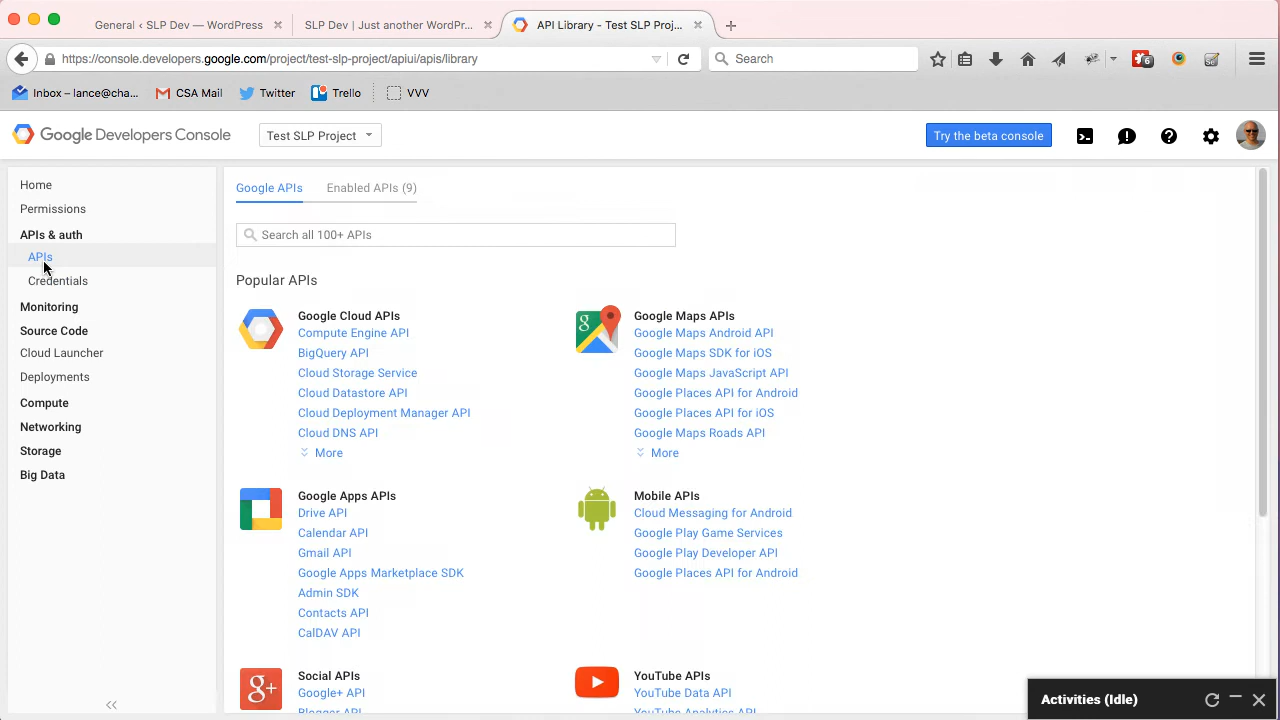 General ‹ SLP Dev — WordPress
SLP Dev | Just another WordPr...
API Library - Test SLP Proj...
https://console.developers.google.com/project/test-slp-project/apiui/apis/library
Search
6
Inbox – lance@cha...
CSA Mail
Twitter
Trello
VVV
Google Developers Console
Test SLP Project
Try the beta console
Home
Permissions
APIs & auth
APIs
Credentials
Monitoring
Source Code
Cloud Launcher
Deployments
Compute
Networking
Storage
Big Data
Google APIs
Enabled APIs (9)
Search all 100+ APIs
Popular APIs
Google Cloud APIs
Compute Engine API
BigQuery API
Cloud Storage Service
Cloud Datastore API
Cloud Deployment Manager API
Cloud DNS API
More
Google Maps APIs
Google Maps Android API
Google Maps SDK for iOS
Google Maps JavaScript API
Google Places API for Android
Google Places API for iOS
Google Maps Roads API
More
Google Apps APIs
Drive API
Calendar API
Gmail API
Google Apps Marketplace SDK
Admin SDK
Contacts API
CalDAV API
Mobile APIs
Cloud Messaging for Android
Google Play Game Services
Google Play Developer API
Google Places API for Android
Social APIs
Google+ API
Blogger API
YouTube APIs
YouTube Data API
YouTube Analytics API
Activities (Idle)